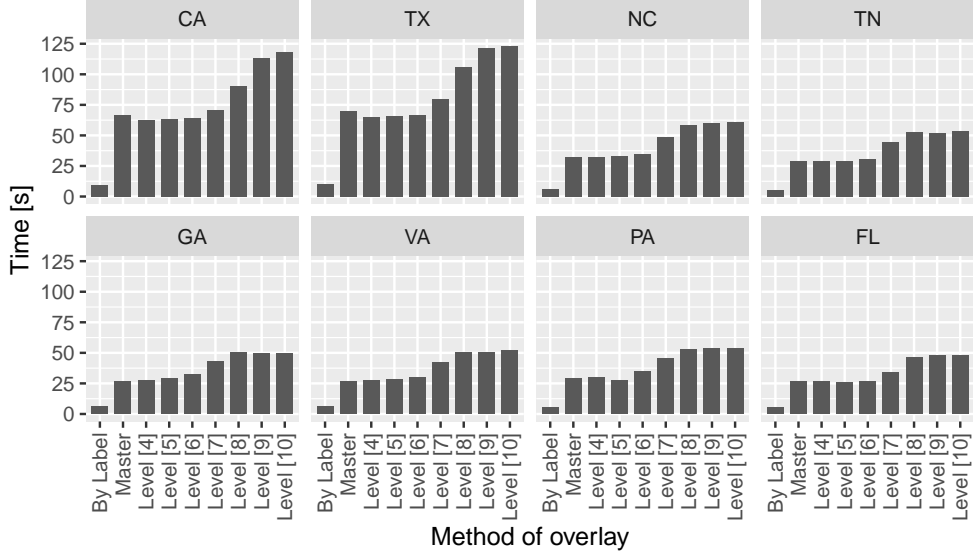 CA TX NC TN
125
100
75
50
25
0
GA VA PA FL
125
100
75
50
25
0
Time [s]
By Label Master Level [4] Level [5] Level [6] Level [7] Level [8] Level [9] Level [10]
By Label Master Level [4] Level [5] Level [6] Level [7] Level [8] Level [9] Level [10]
By Label Master Level [4] Level [5] Level [6] Level [7] Level [8] Level [9] Level [10]
By Label Master Level [4] Level [5] Level [6] Level [7] Level [8] Level [9] Level [10]
Method of overlay